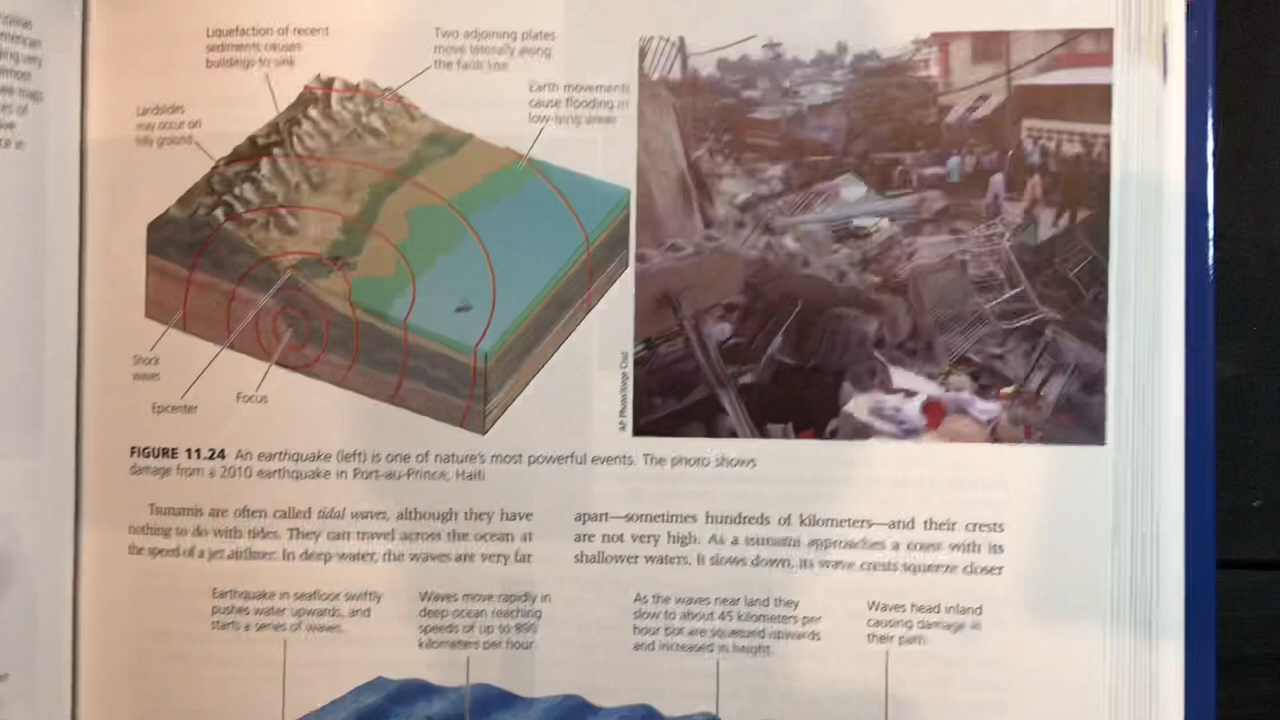 Liquefaction of recent
sediments causes
buildings to sink
Two adjoining plates
move laterally along
the fault line
Earth movements
cause flooding in
low-lying areas
Landslides
may occur on
hilly ground
Shock
waves
Epicenter
Focus
AP Photo/Jorge Cruz
FIGURE 11.24 An earthquake (left) is one of nature's most powerful events. The photo shows
damage from a 2010 earthquake in Port-au-Prince, Haiti.
Tsunamis are often called tidal waves, although they have
nothing to do with tides. They can travel across the ocean at
the speed of a jet airliner. In deep water, the waves are very far
apart—sometimes hundreds of kilometers—and their crests
are not very high. As a tsunami approaches a coast with its
shallower waters, it slows down, its wave crests squeeze closer
Earthquake in seafloor swiftly
pushes water upwards, and
starts a series of waves.
Waves move rapidly in
deep ocean reaching
speeds of up to
kilometers per hour.
As the waves near land they
slow to about 45 kilometers per
hour but are squeezed upwards
and increased in height.
Waves head inland
causing damage in
their path.